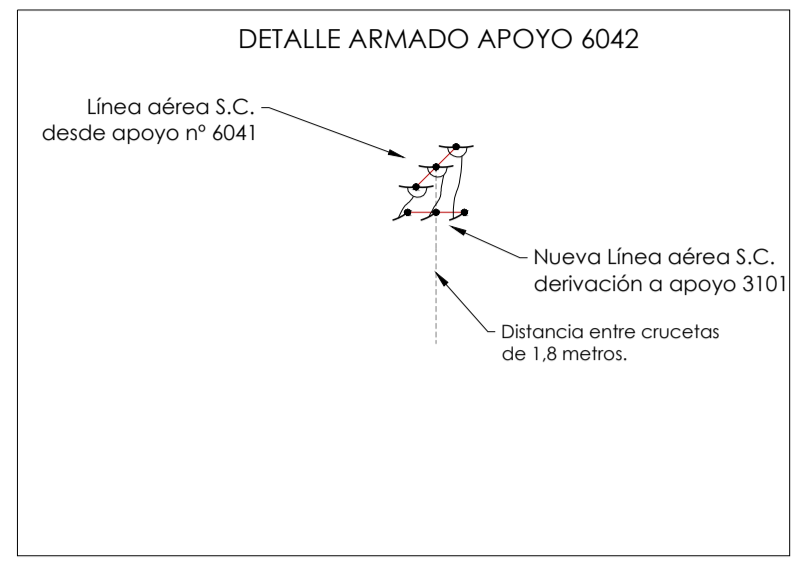 DETALLE ARMADO APOYO 6042
Línea aérea S.C.
desde apoyo nº 6041
Nueva Línea aérea S.C.
derivación a apoyo 3101
Distancia entre crucetas
de 1,8 metros.